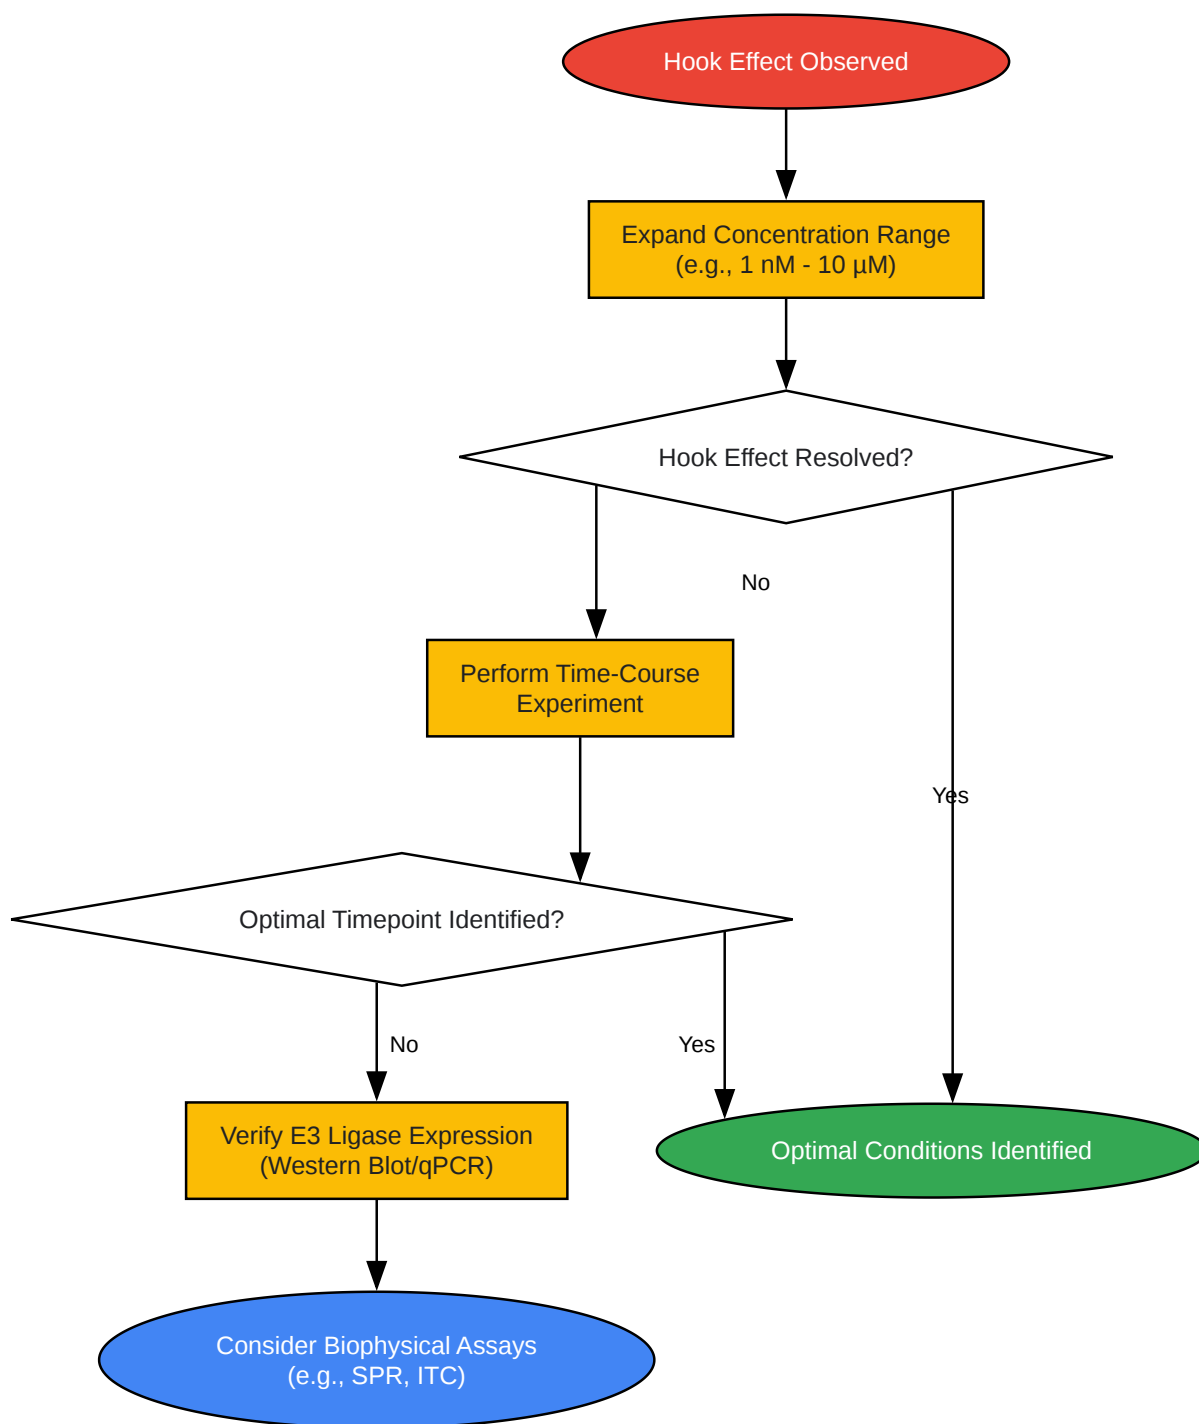 Hook Effect Observed
Expand Concentration Range
(e.g., 1 nM - 10 µM)
Hook Effect Resolved?
No
Perform Time-Course
Experiment
Yes
Optimal Timepoint Identified?
No
Yes
Verify E3 Ligase Expression
(Western Blot/qPCR)
Optimal Conditions Identified
Consider Biophysical Assays
(e.g., SPR, ITC)